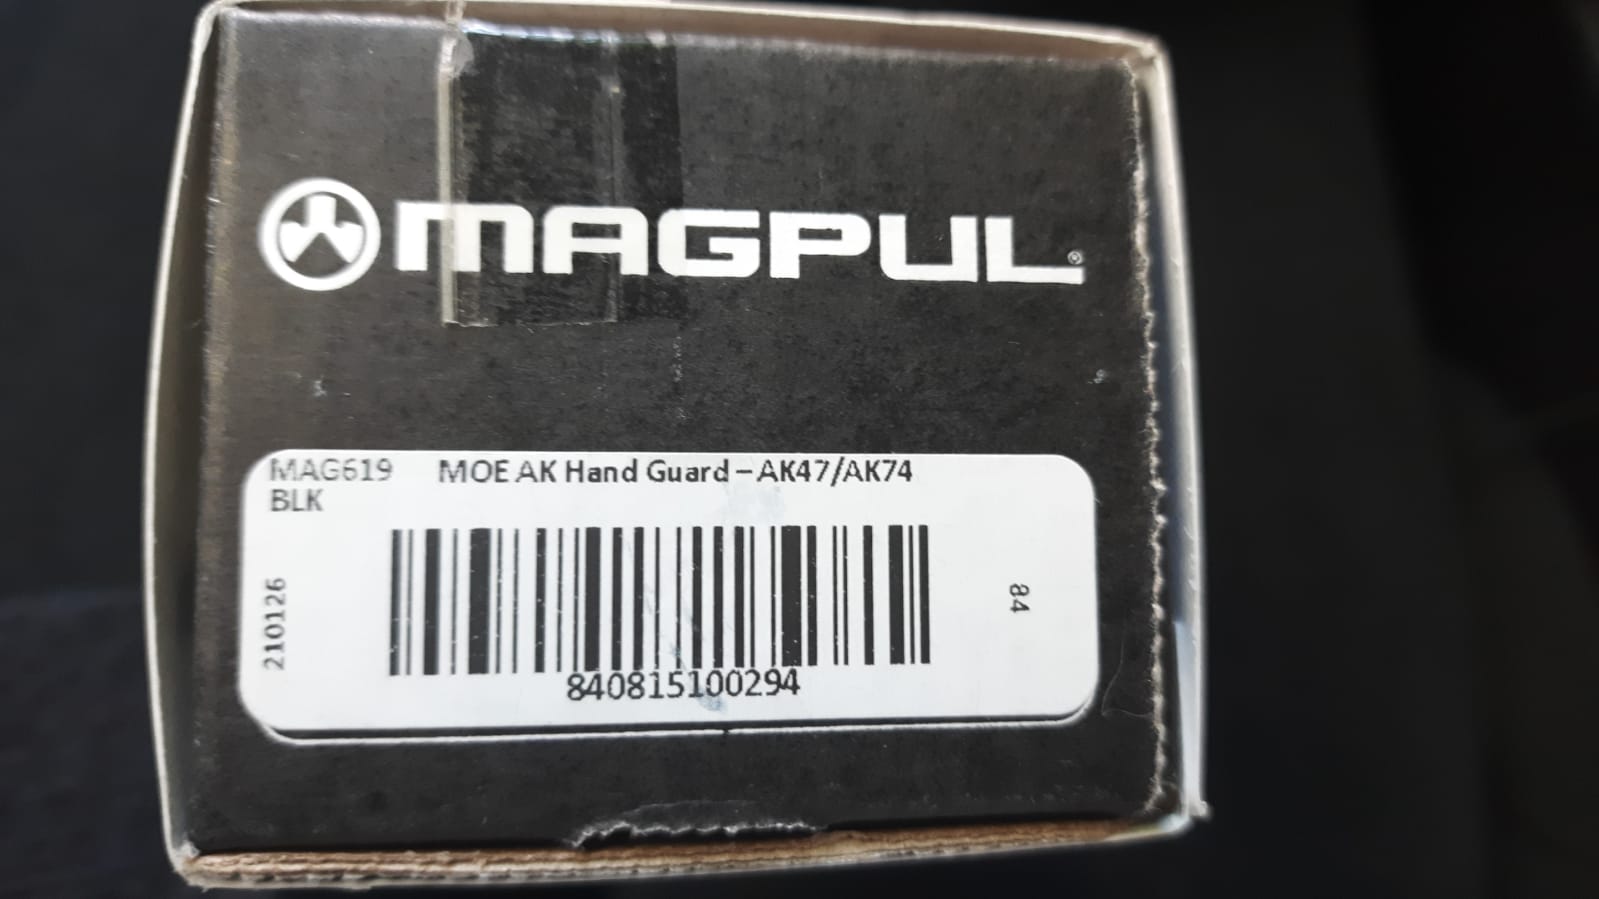 MAGPUL®
MAG619 MOE AK Hand Guard – AK47/AK74
BLK
210126
84
840815100294